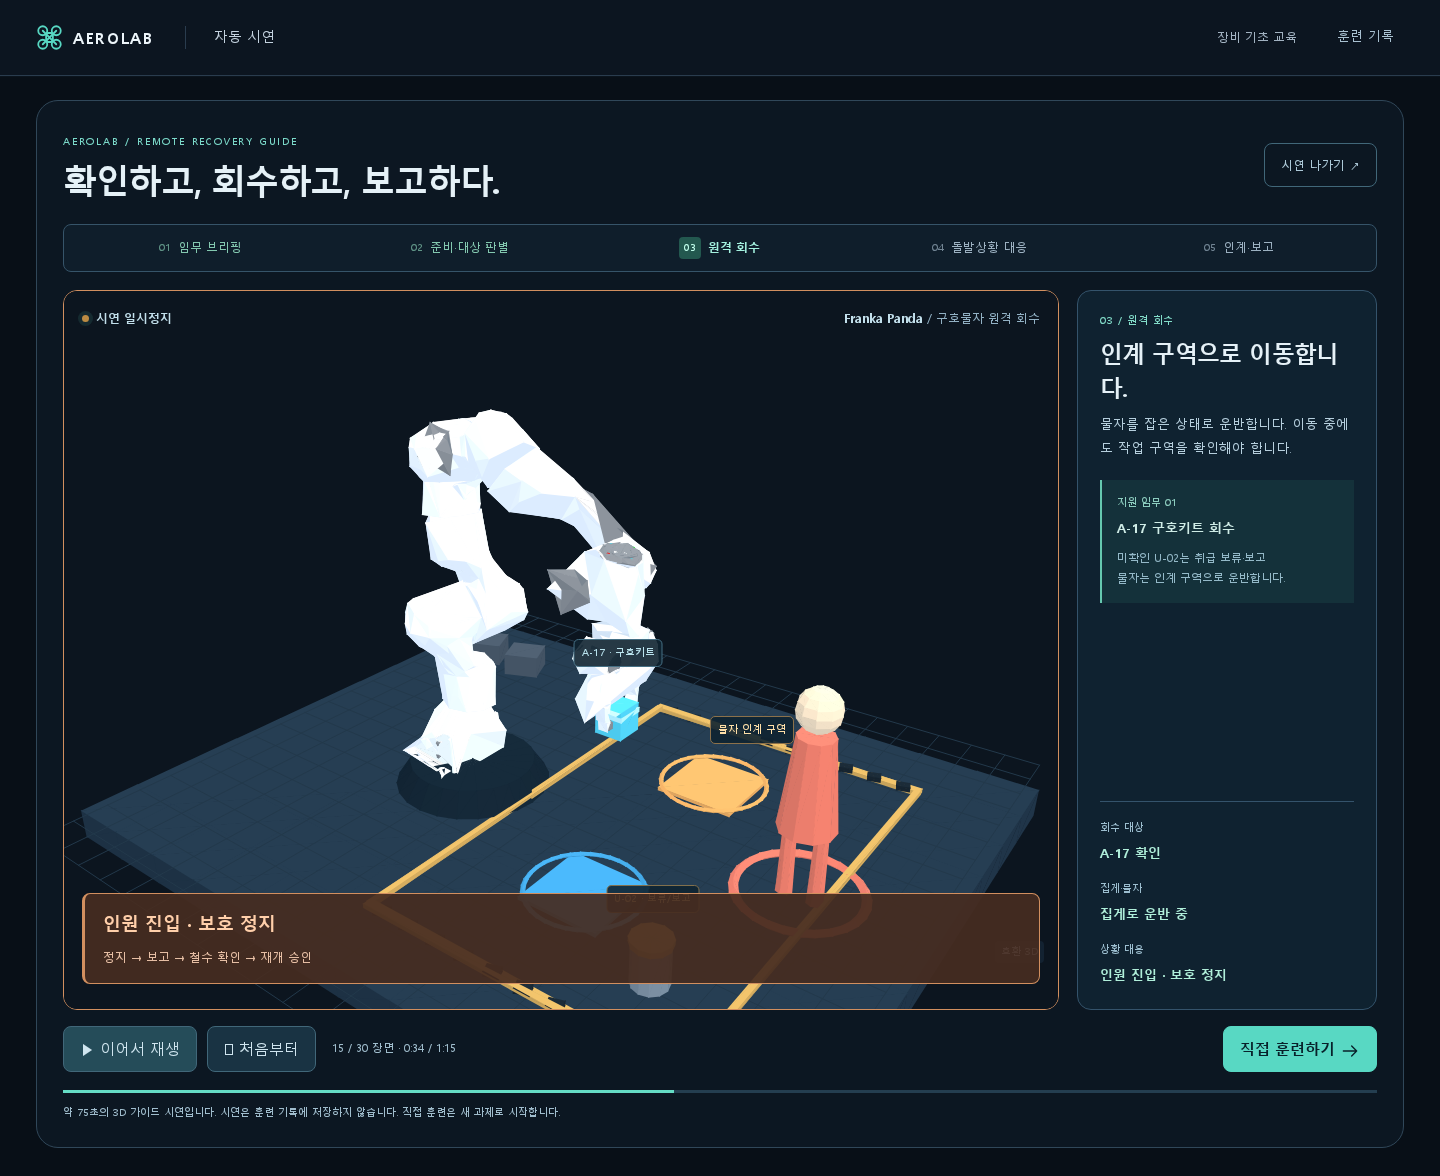 AEROLAB
자동 시연
장비 기초 교육
훈련 기록
AEROLAB / REMOTE RECOVERY GUIDE
확인하고, 회수하고, 보고하다.
시연 나가기 ↗
01 임무 브리핑
02 준비·대상 판별
03 원격 회수
04 돌발상황 대응
05 인계·보고
시연 일시정지
Franka Panda / 구호물자 원격 회수
A-17 · 구호키트
물자 인계 구역
U-02 · 보류/보고
인원 진입 · 보호 정지
정지 → 보고 → 철수 확인 → 재개 승인
03 / 원격 회수
인계 구역으로 이동합니
다.
물자를 잡은 상태로 운반합니다. 이동 중에
도 작업 구역을 확인해야 합니다.
지원 임무 01
A-17 구호키트 회수
미확인 U-02는 취급 보류·보고
물자는 인계 구역으로 운반합니다.
회수 대상
A-17 확인
집게·물자
집게로 운반 중
상황 대응
인원 진입 · 보호 정지
이어서 재생
처음부터
15 / 30 장면 · 0:34 / 1:15
직접 훈련하기 →
약 75초의 3D 가이드 시연입니다. 시연은 훈련 기록에 저장하지 않습니다. 직접 훈련은 새 과제로 시작합니다.